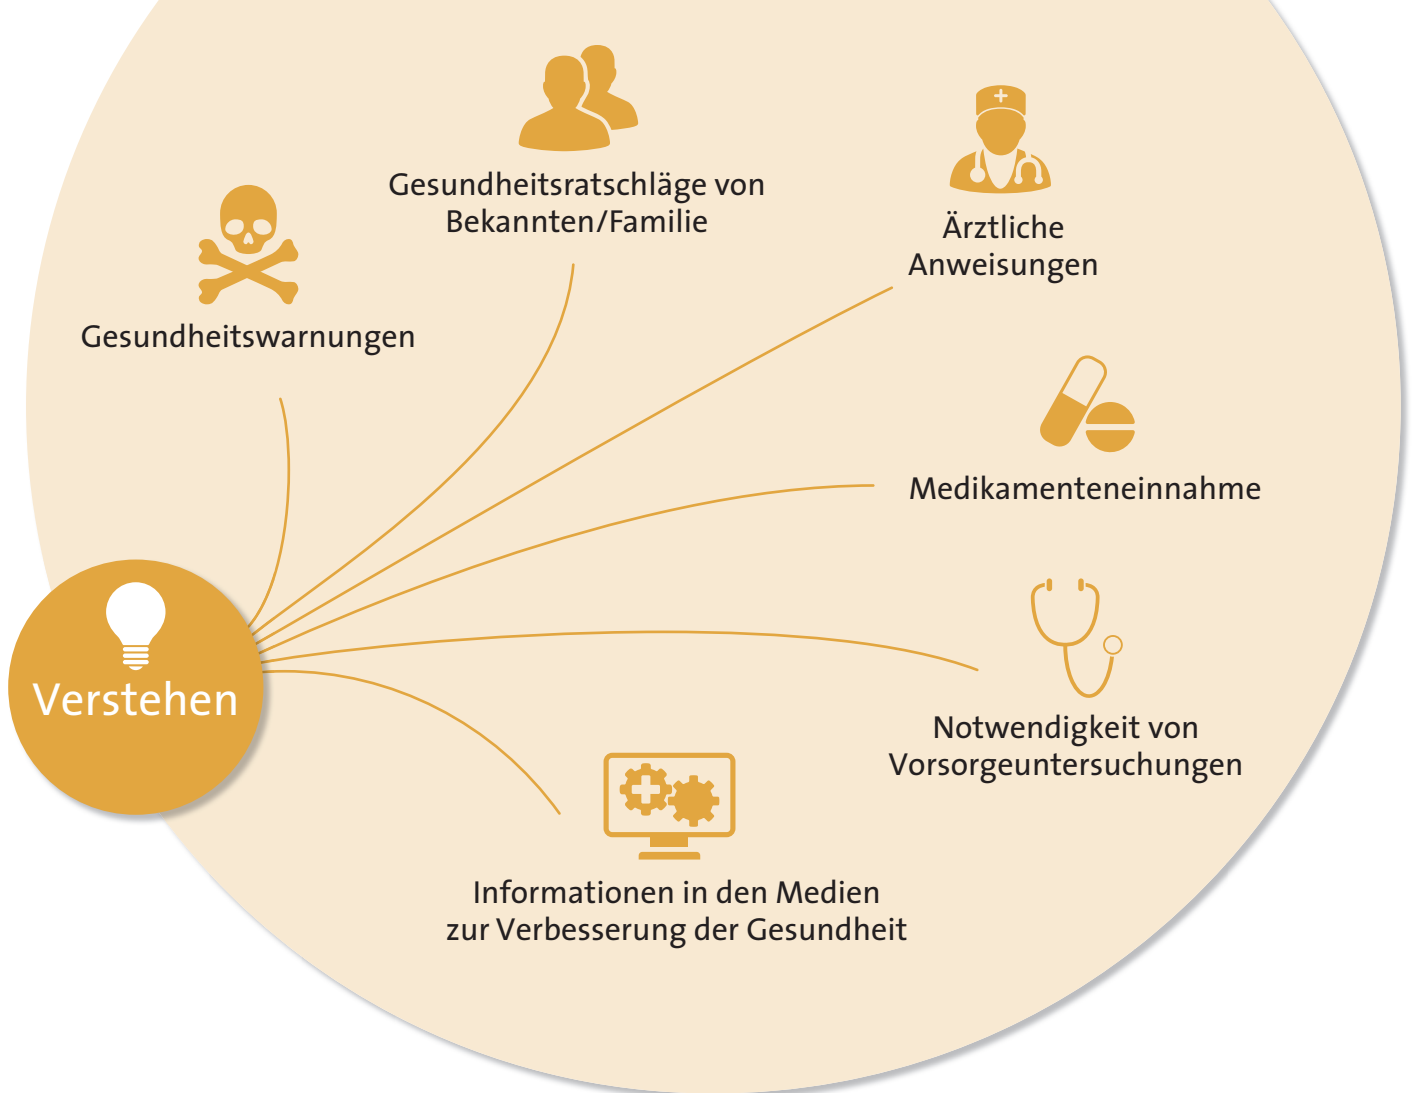 Gesundheitsratschläge von
Bekannten/Familie
Ärztliche
Anweisungen
Gesundheitswarnungen
Medikamenteneinnahme
Verstehen
Notwendigkeit von
Vorsorgeuntersuchungen
Informationen in den Medien
zur Verbesserung der Gesundheit